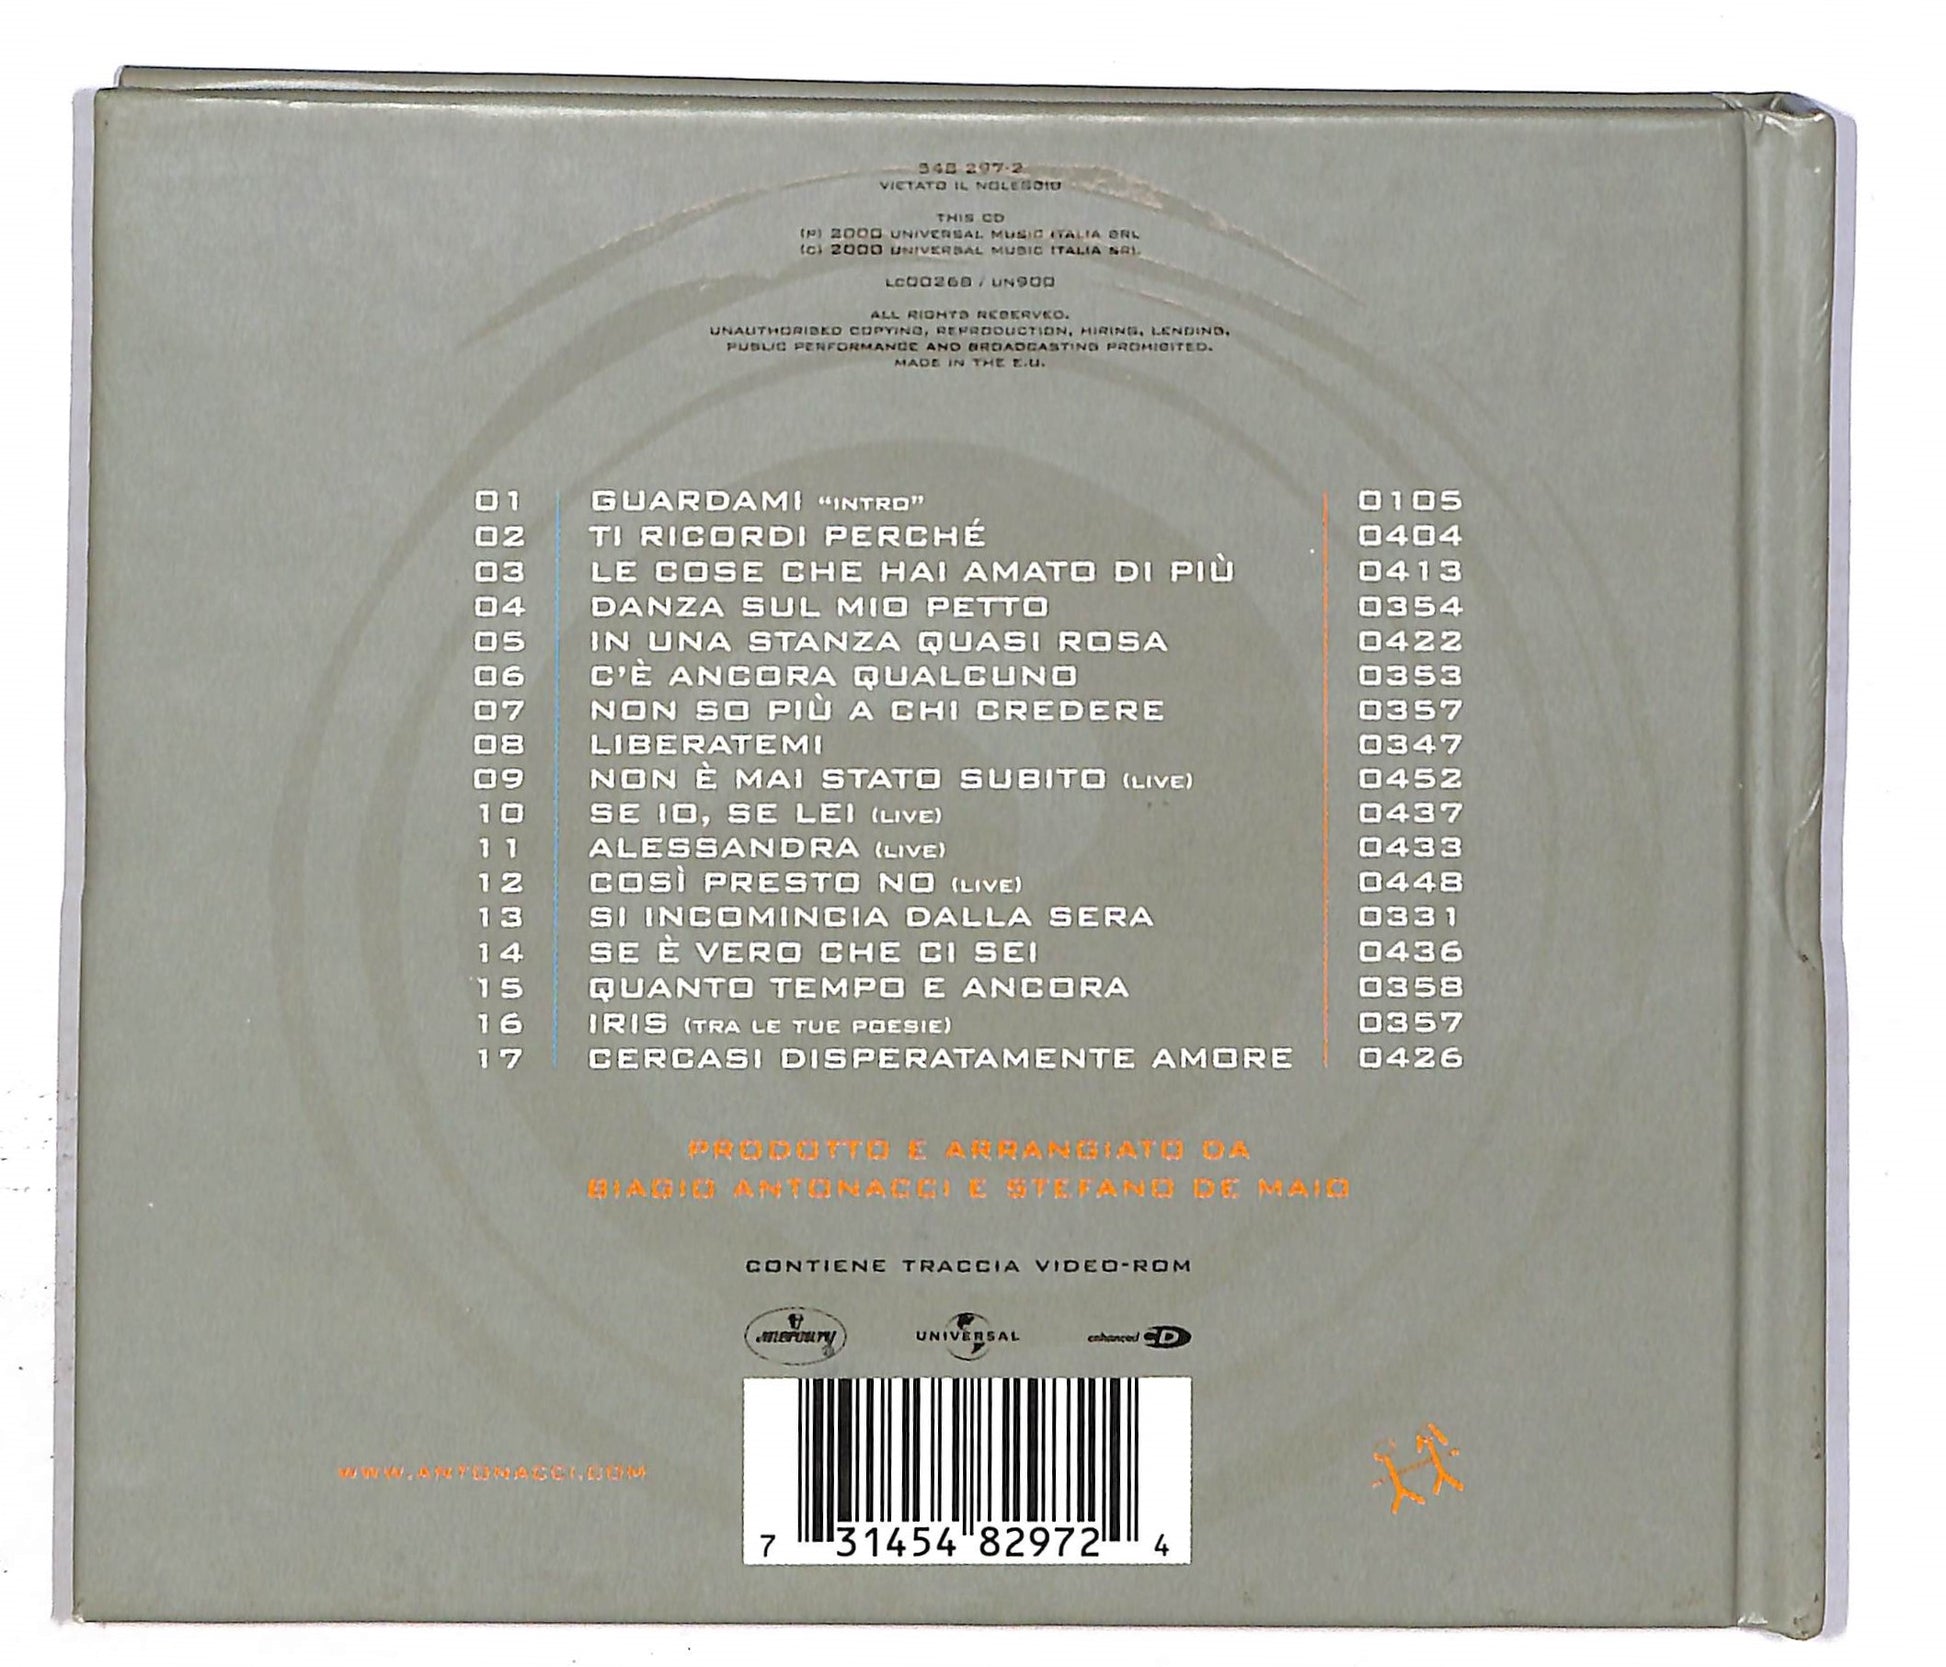 548 297-2
VIETATO IL NOLEGGIO
THIS CD
(P) 2000 UNIVERSAL MUSIC ITALIA SRL
(C) 2000 UNIVERSAL MUSIC ITALIA SRL
LC00268 / UN900
ALL RIGHTS RESERVED.
UNAUTHORISED COPYING, REPRODUCTION, HIRING, LENDING,
PUBLIC PERFORMANCE AND BROADCASTING PROHIBITED.
MADE IN THE E.U.
01 GUARDAMI “INTRO” 0105
02 TI RICORDI PERCHÉ 0404
03 LE COSE CHE HAI AMATO DI PIÙ 0413
04 DANZA SUL MIO PETTO 0354
05 IN UNA STANZA QUASI ROSA 0422
06 C’È ANCORA QUALCUNO 0353
07 NON SO PIÙ A CHI CREDERE 0357
08 LIBERATEMI 0347
09 NON È MAI STATO SUBITO (LIVE) 0452
10 SE IO, SE LEI (LIVE) 0437
11 ALESSANDRA (LIVE) 0433
12 COSÌ PRESTO NO (LIVE) 0448
13 SI INCOMINCIA DALLA SERA 0331
14 SE È VERO CHE CI SEI 0436
15 QUANTO TEMPO E ANCORA 0358
16 IRIS (TRA LE TUE POESIE) 0357
17 CERCASI DISPERATAMENTE AMORE 0426
PRODOTTO E ARRANGIATO DA
BIAGIO ANTONACCI E STEFANO DE MAIO
CONTIENE TRACCIA VIDEO-ROM
mercury UNIVERSAL enhanced CD
WWW.ANTONACCI.COM
7 31454 82972 4